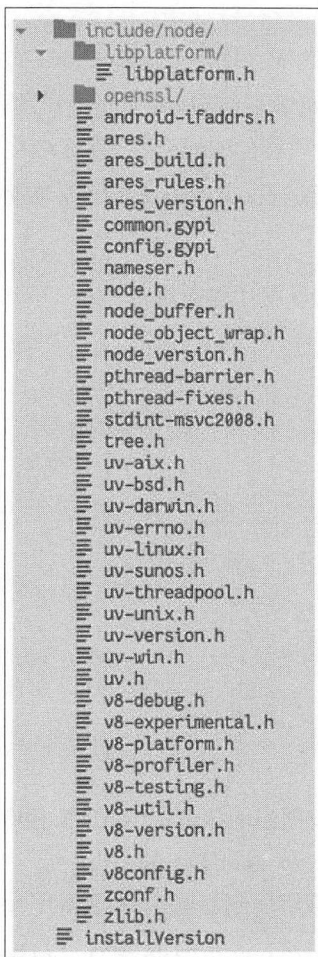 include/node/
libplatform/
libplatform.h
openssl/
android-ifaddrs.h
ares.h
ares_build.h
ares_rules.h
ares_version.h
common.gypi
config.gypi
nameser.h
node.h
node_buffer.h
node_object_wrap.h
node_version.h
pthread-barrier.h
pthread-fixes.h
stdint-msvc2008.h
tree.h
uv-aix.h
uv-bsd.h
uv-darwin.h
uv-errno.h
uv-linux.h
uv-sunos.h
uv-threadpool.h
uv-unix.h
uv-version.h
uv-win.h
uv.h
v8-debug.h
v8-experimental.h
v8-platform.h
v8-profiler.h
v8-testing.h
v8-util.h
v8-version.h
v8.h
v8config.h
zconf.h
zlib.h
installVersion